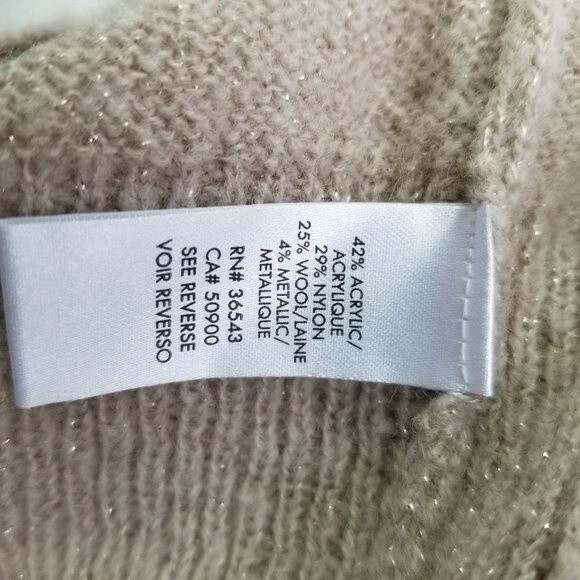 42% ACRYLIC/
ACRYLIQUE
29% NYLON
25% WOOL/LAINE
4% METALLIC/
METALLIQUE
RN# 36543
CA# 50900
SEE REVERSE
VOIR REVERSO